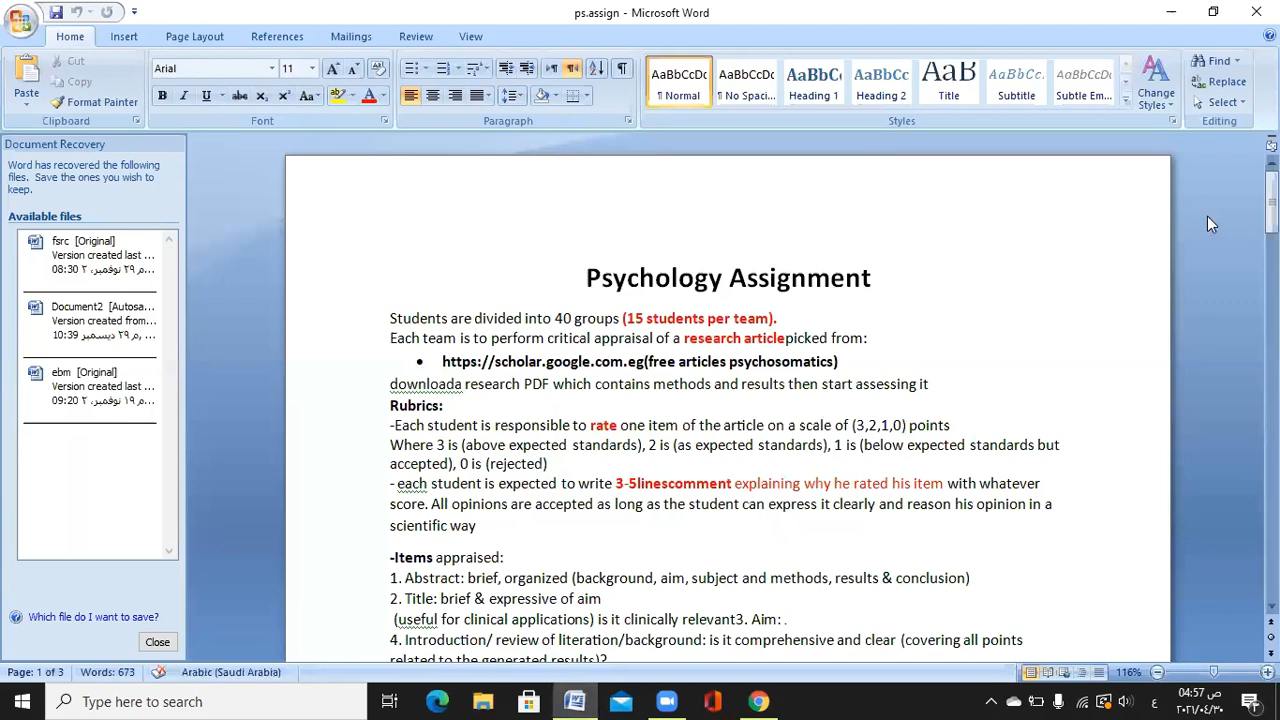 ps.assign - Microsoft Word
Home Insert Page Layout References Mailings Review View
Paste
Cut
Copy
Format Painter
Clipboard
Arial 11
Font
Paragraph
AaBbCcDc AaBbCcDc AaBbC AaBbCc AaB AaBbCc. AaBbCcDc
¶ Normal ¶ No Spaci... Heading 1 Heading 2 Title Subtitle Subtle Em...
Change Styles
Styles
Find
Replace
Select
Editing
Document Recovery
Word has recovered the following
files. Save the ones you wish to
keep.
Available files
fsrc [Original]
Version created last ...
08:30
Document2 [Autosa...
Version created from...
10:39
ebm [Original]
Version created last ...
09:20
Which file do I want to save?
Close
Psychology Assignment
Students are divided into 40 groups (15 students per team).
Each team is to perform critical appraisal of a research articlepicked from:
• https://scholar.google.com.eg(free articles psychosomatics)
downloada research PDF which contains methods and results then start assessing it
Rubrics:
-Each student is responsible to rate one item of the article on a scale of (3,2,1,0) points
Where 3 is (above expected standards), 2 is (as expected standards), 1 is (below expected standards but
accepted), 0 is (rejected)
- each student is expected to write 3-5linescomment explaining why he rated his item with whatever
score. All opinions are accepted as long as the student can express it clearly and reason his opinion in a
scientific way
-Items appraised:
1. Abstract: brief, organized (background, aim, subject and methods, results & conclusion)
2. Title: brief & expressive of aim
(useful for clinical applications) is it clinically relevant3. Aim: .
4. Introduction/ review of literation/background: is it comprehensive and clear (covering all points
related to the generated results)?
Page: 1 of 3 Words: 673 Arabic (Saudi Arabia) 116%
Type here to search
ع
04:57 ص